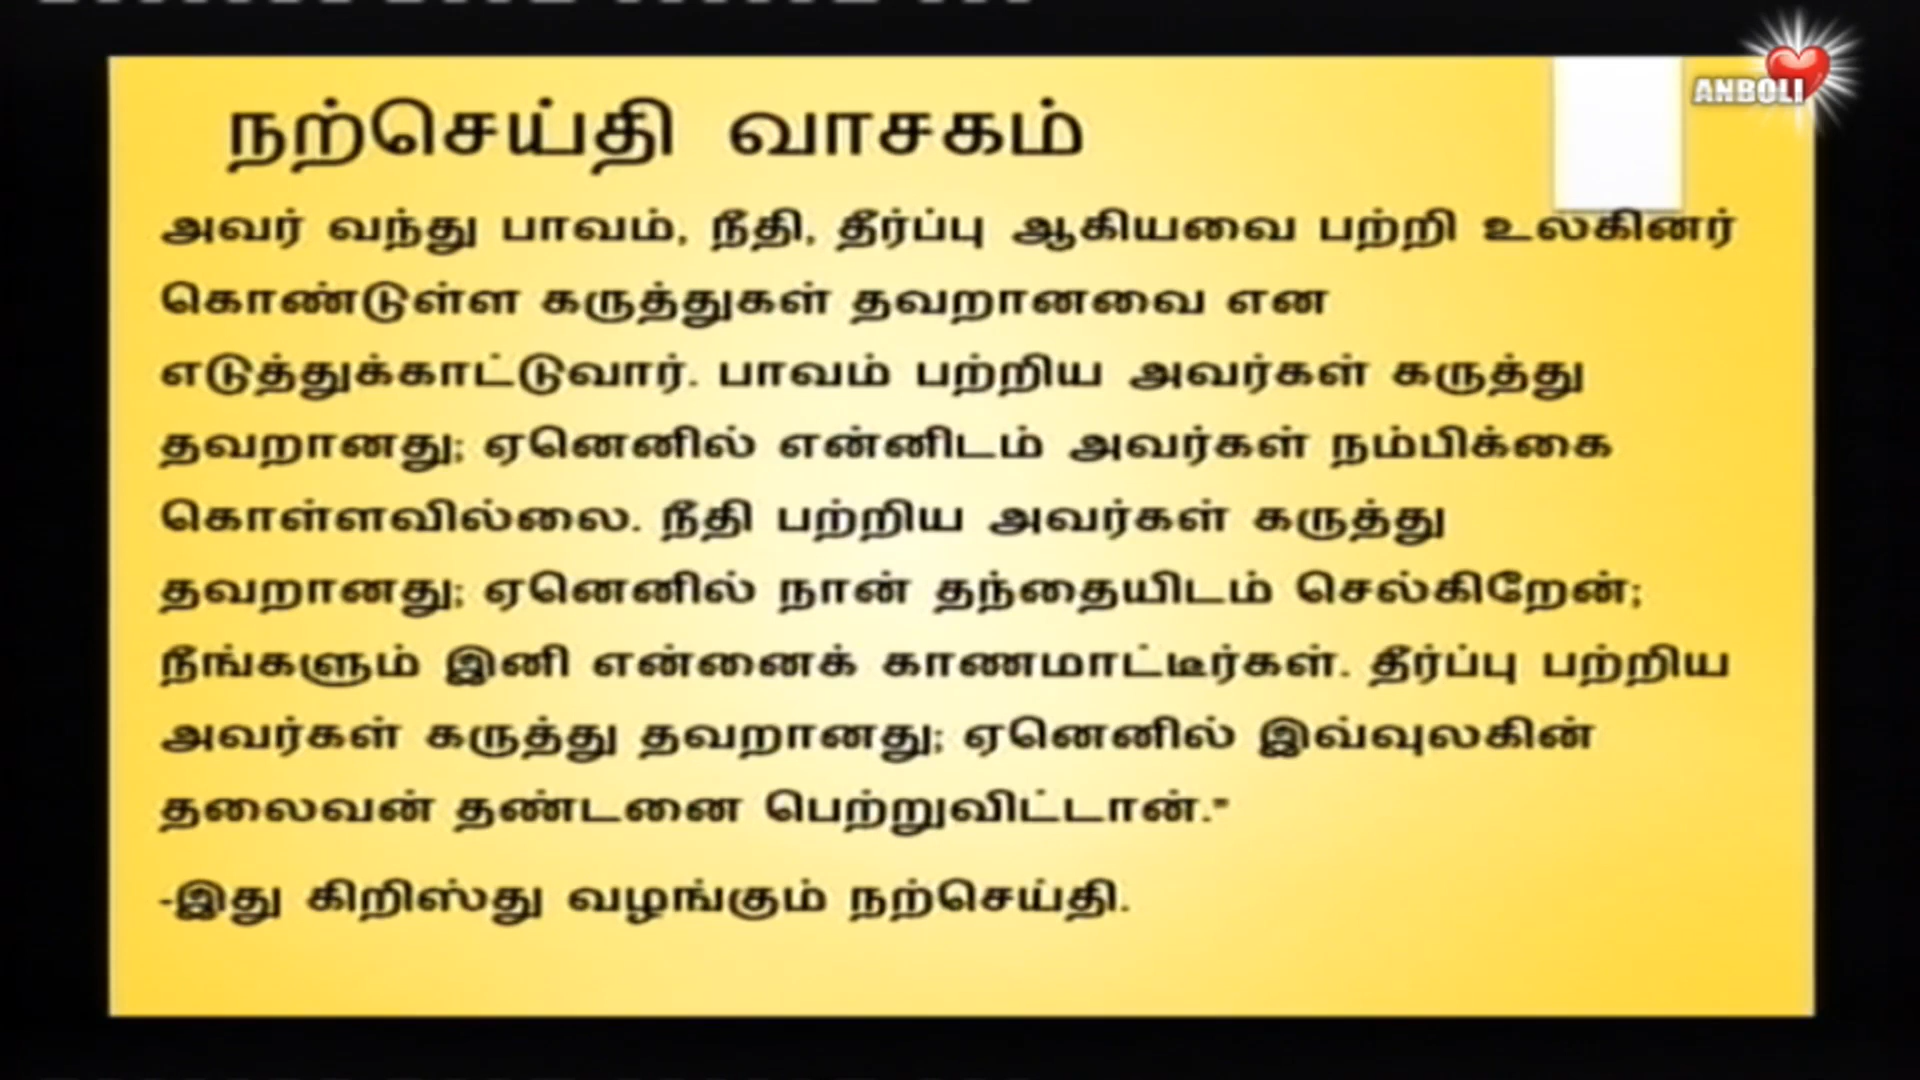 ANBOLI
நற்செய்தி வாசகம்
அவர் வந்து பாவம், நீதி, தீர்ப்பு ஆகியவை பற்றி உலகினர்
கொண்டுள்ள கருத்துகள் தவறானவை என
எடுத்துக்காட்டுவார். பாவம் பற்றிய அவர்கள் கருத்து
தவறானது; ஏனெனில் என்னிடம் அவர்கள் நம்பிக்கை
கொள்ளவில்லை. நீதி பற்றிய அவர்கள் கருத்து
தவறானது; ஏனெனில் நான் தந்தையிடம் செல்கிறேன்;
நீங்களும் இனி என்னைக் காணமாட்டீர்கள். தீர்ப்பு பற்றிய
அவர்கள் கருத்து தவறானது; ஏனெனில் இவ்வுலகின்
தலைவன் தண்டனை பெற்றுவிட்டான்."
-இது கிறிஸ்து வழங்கும் நற்செய்தி.